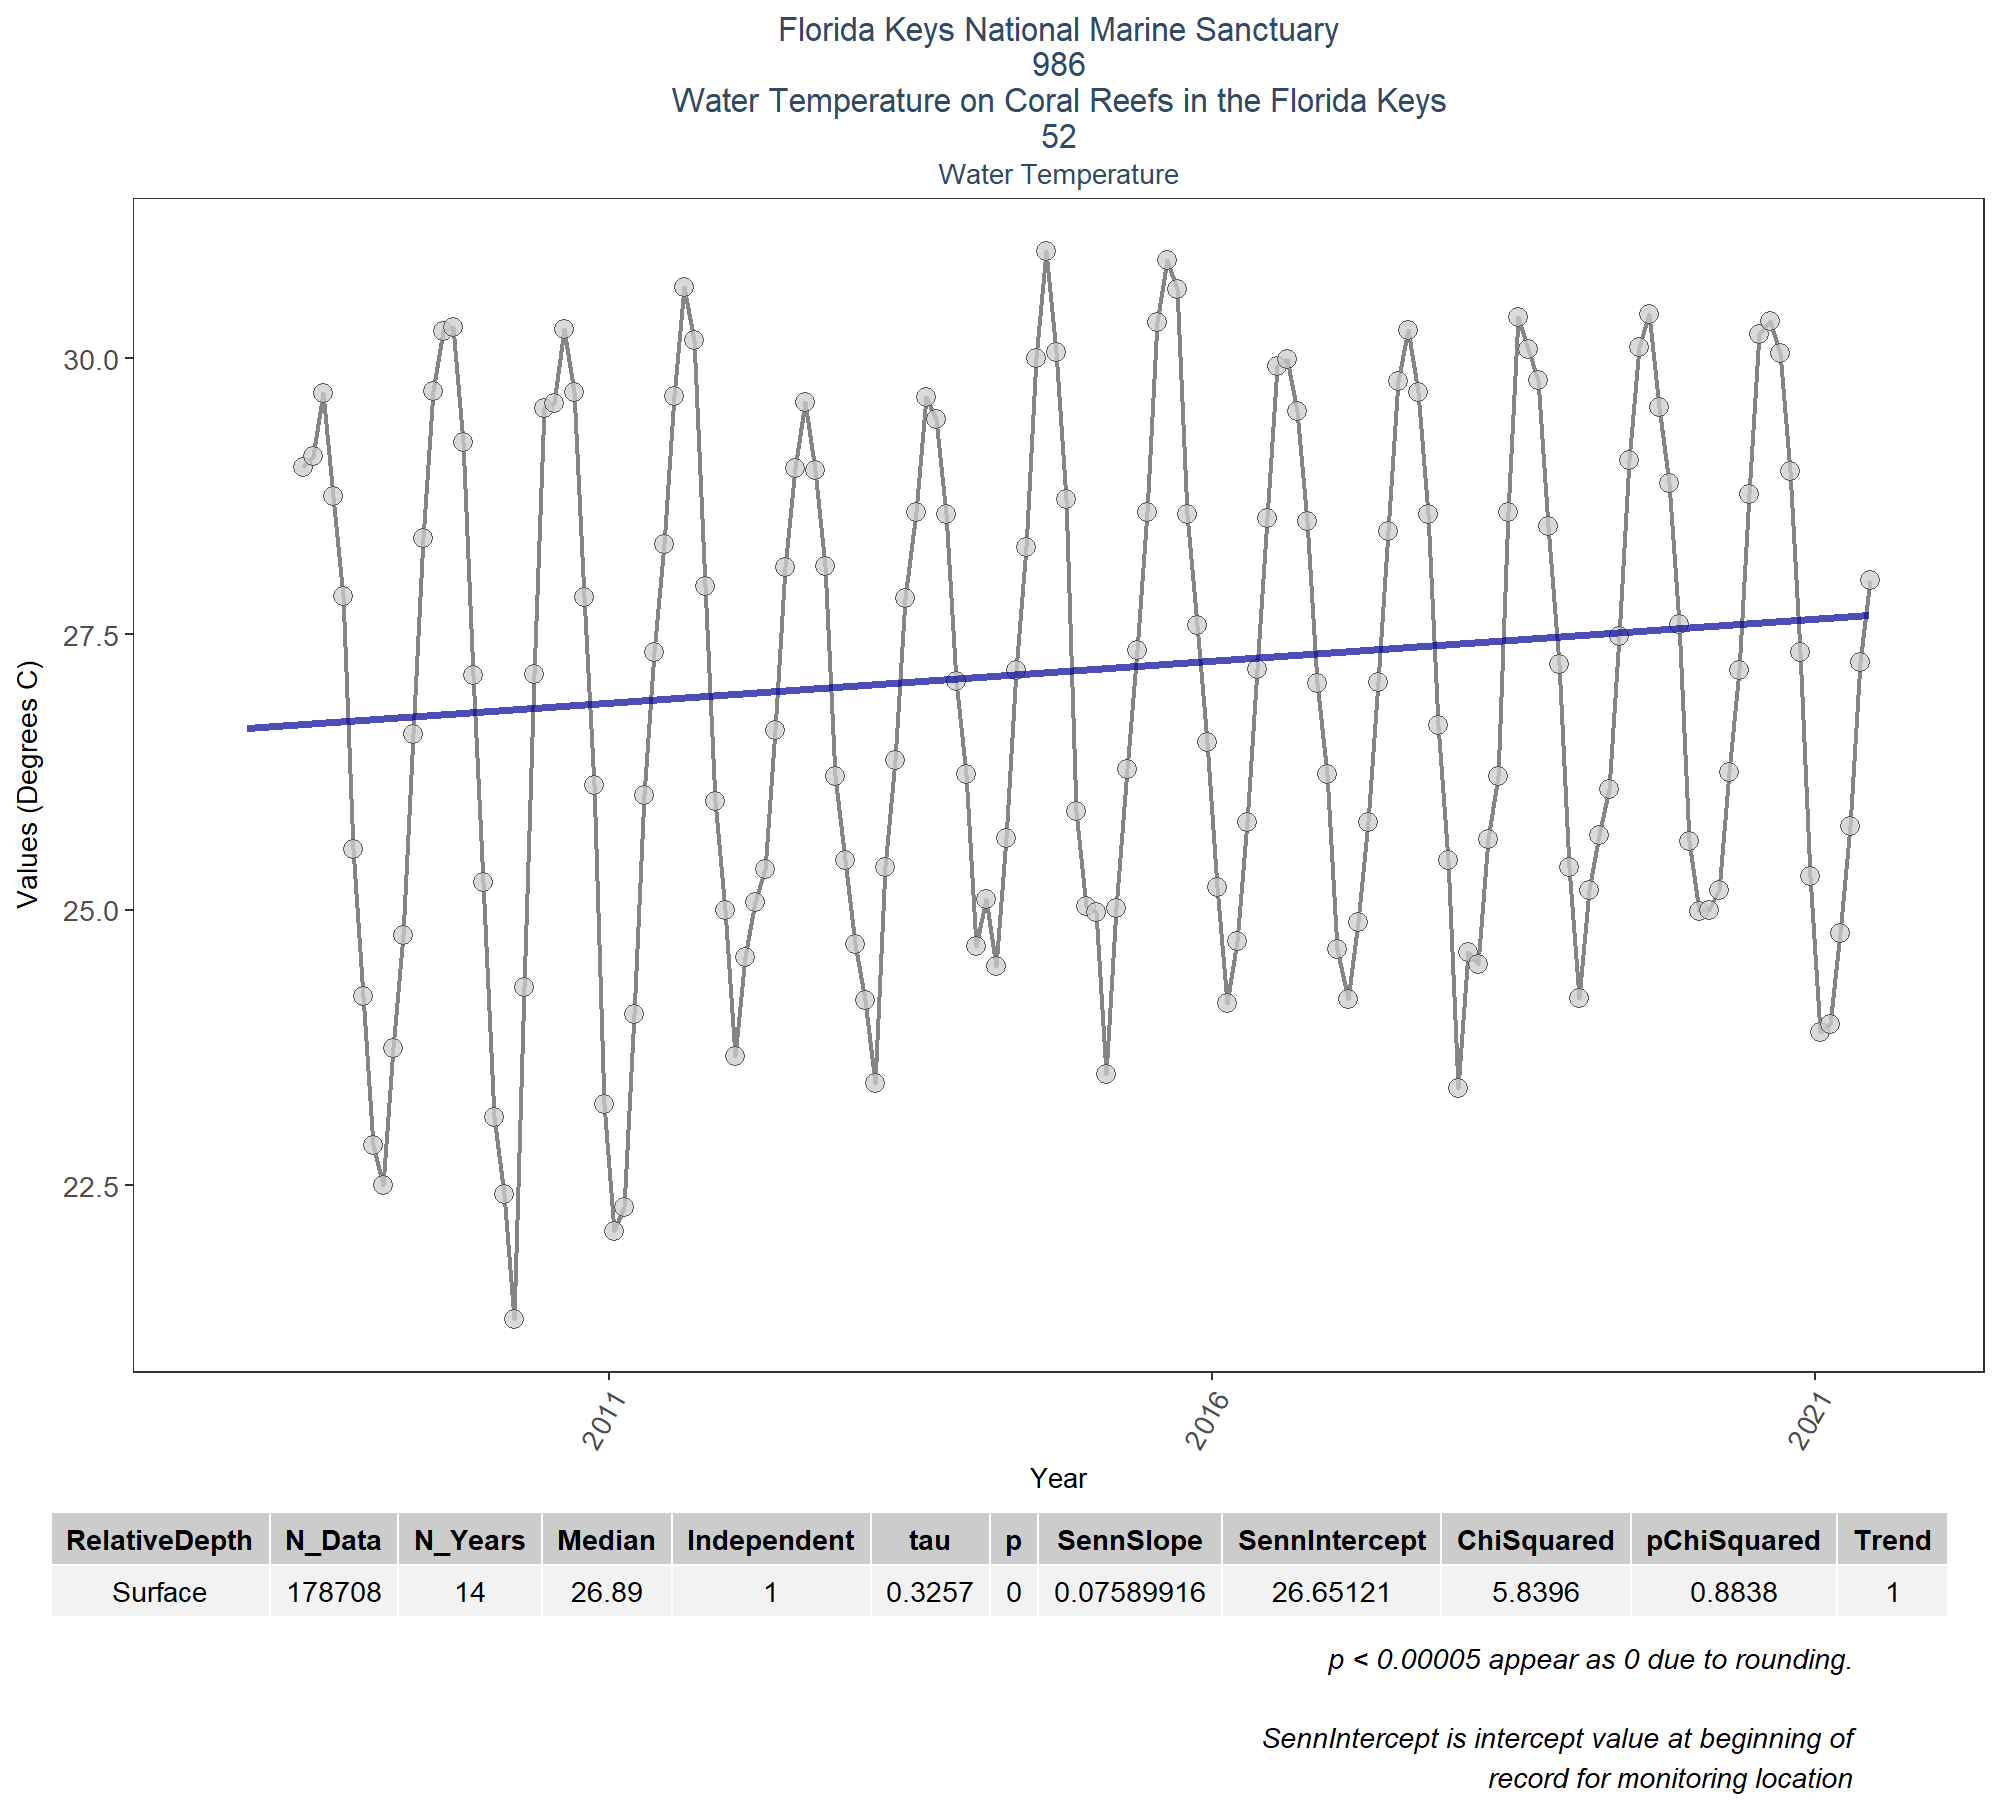 Florida Keys National Marine Sanctuary
986
Water Temperature on Coral Reefs in the Florida Keys
52
Water Temperature
30.0
27.5
25.0
22.5
Values (Degrees C)
2011 2016 2021
Year
RelativeDepth N_Data N_Years Median Independent tau p SennSlope SennIntercept ChiSquared pChiSquared Trend
Surface 178708 14 26.89 1 0.3257 0 0.07589916 26.65121 5.8396 0.8838 1
p < 0.00005 appear as 0 due to rounding.
SennIntercept is intercept value at beginning of
record for monitoring location